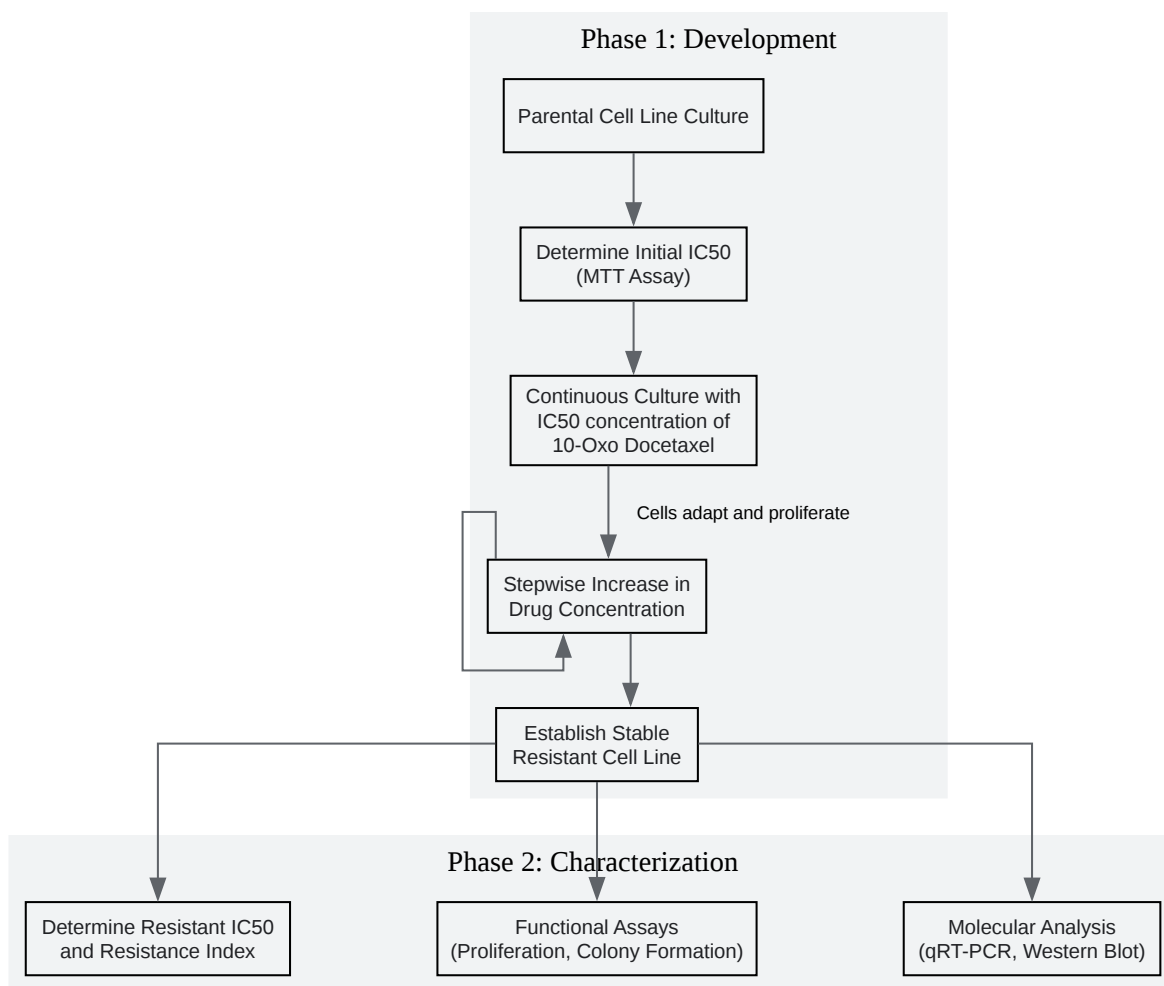 Phase 1: Development
Parental Cell Line Culture
Determine Initial IC50
(MTT Assay)
Continuous Culture with
IC50 concentration of
10-Oxo Docetaxel
Cells adapt and proliferate
Stepwise Increase in
Drug Concentration
Establish Stable
Resistant Cell Line
Phase 2: Characterization
Determine Resistant IC50
and Resistance Index
Functional Assays
(Proliferation, Colony Formation)
Molecular Analysis
(qRT-PCR, Western Blot)